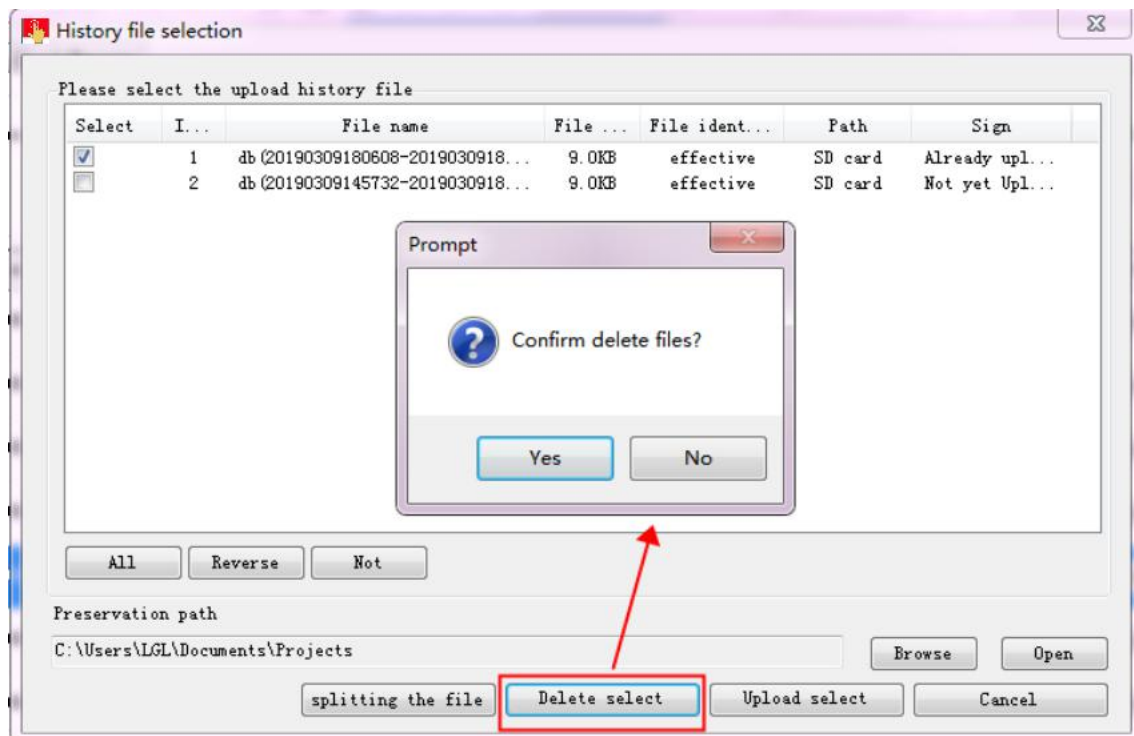 History file selection
Please select the upload history file
Select I... File name File ... File ident... Path Sign
1 db(20190309180608-2019030918... 9.0KB effective SD card Already upl...
2 db(20190309145732-2019030918... 9.0KB effective SD card Not yet Upl...
Prompt
Confirm delete files?
Yes No
All Reverse Not
Preservation path
C:\Users\LGL\Documents\Projects Browse Open
splitting the file Delete select Upload select Cancel